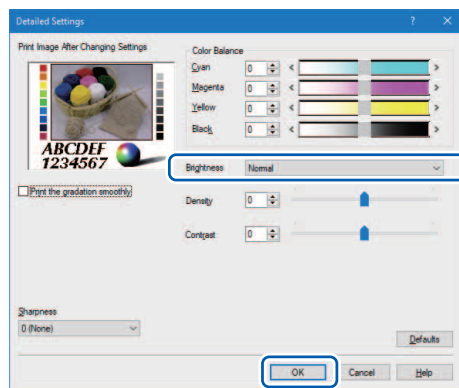 Detailed Settings
Print Image After Changing Settings
ABCDEF
1234567
Print the gradation smoothly
Sharpness
0 (None)
Color Balance
Cyan 0
Magenta 0
Yellow 0
Black 0
Brightness Normal
Density 0
Contrast 0
Defaults
OK Cancel Help